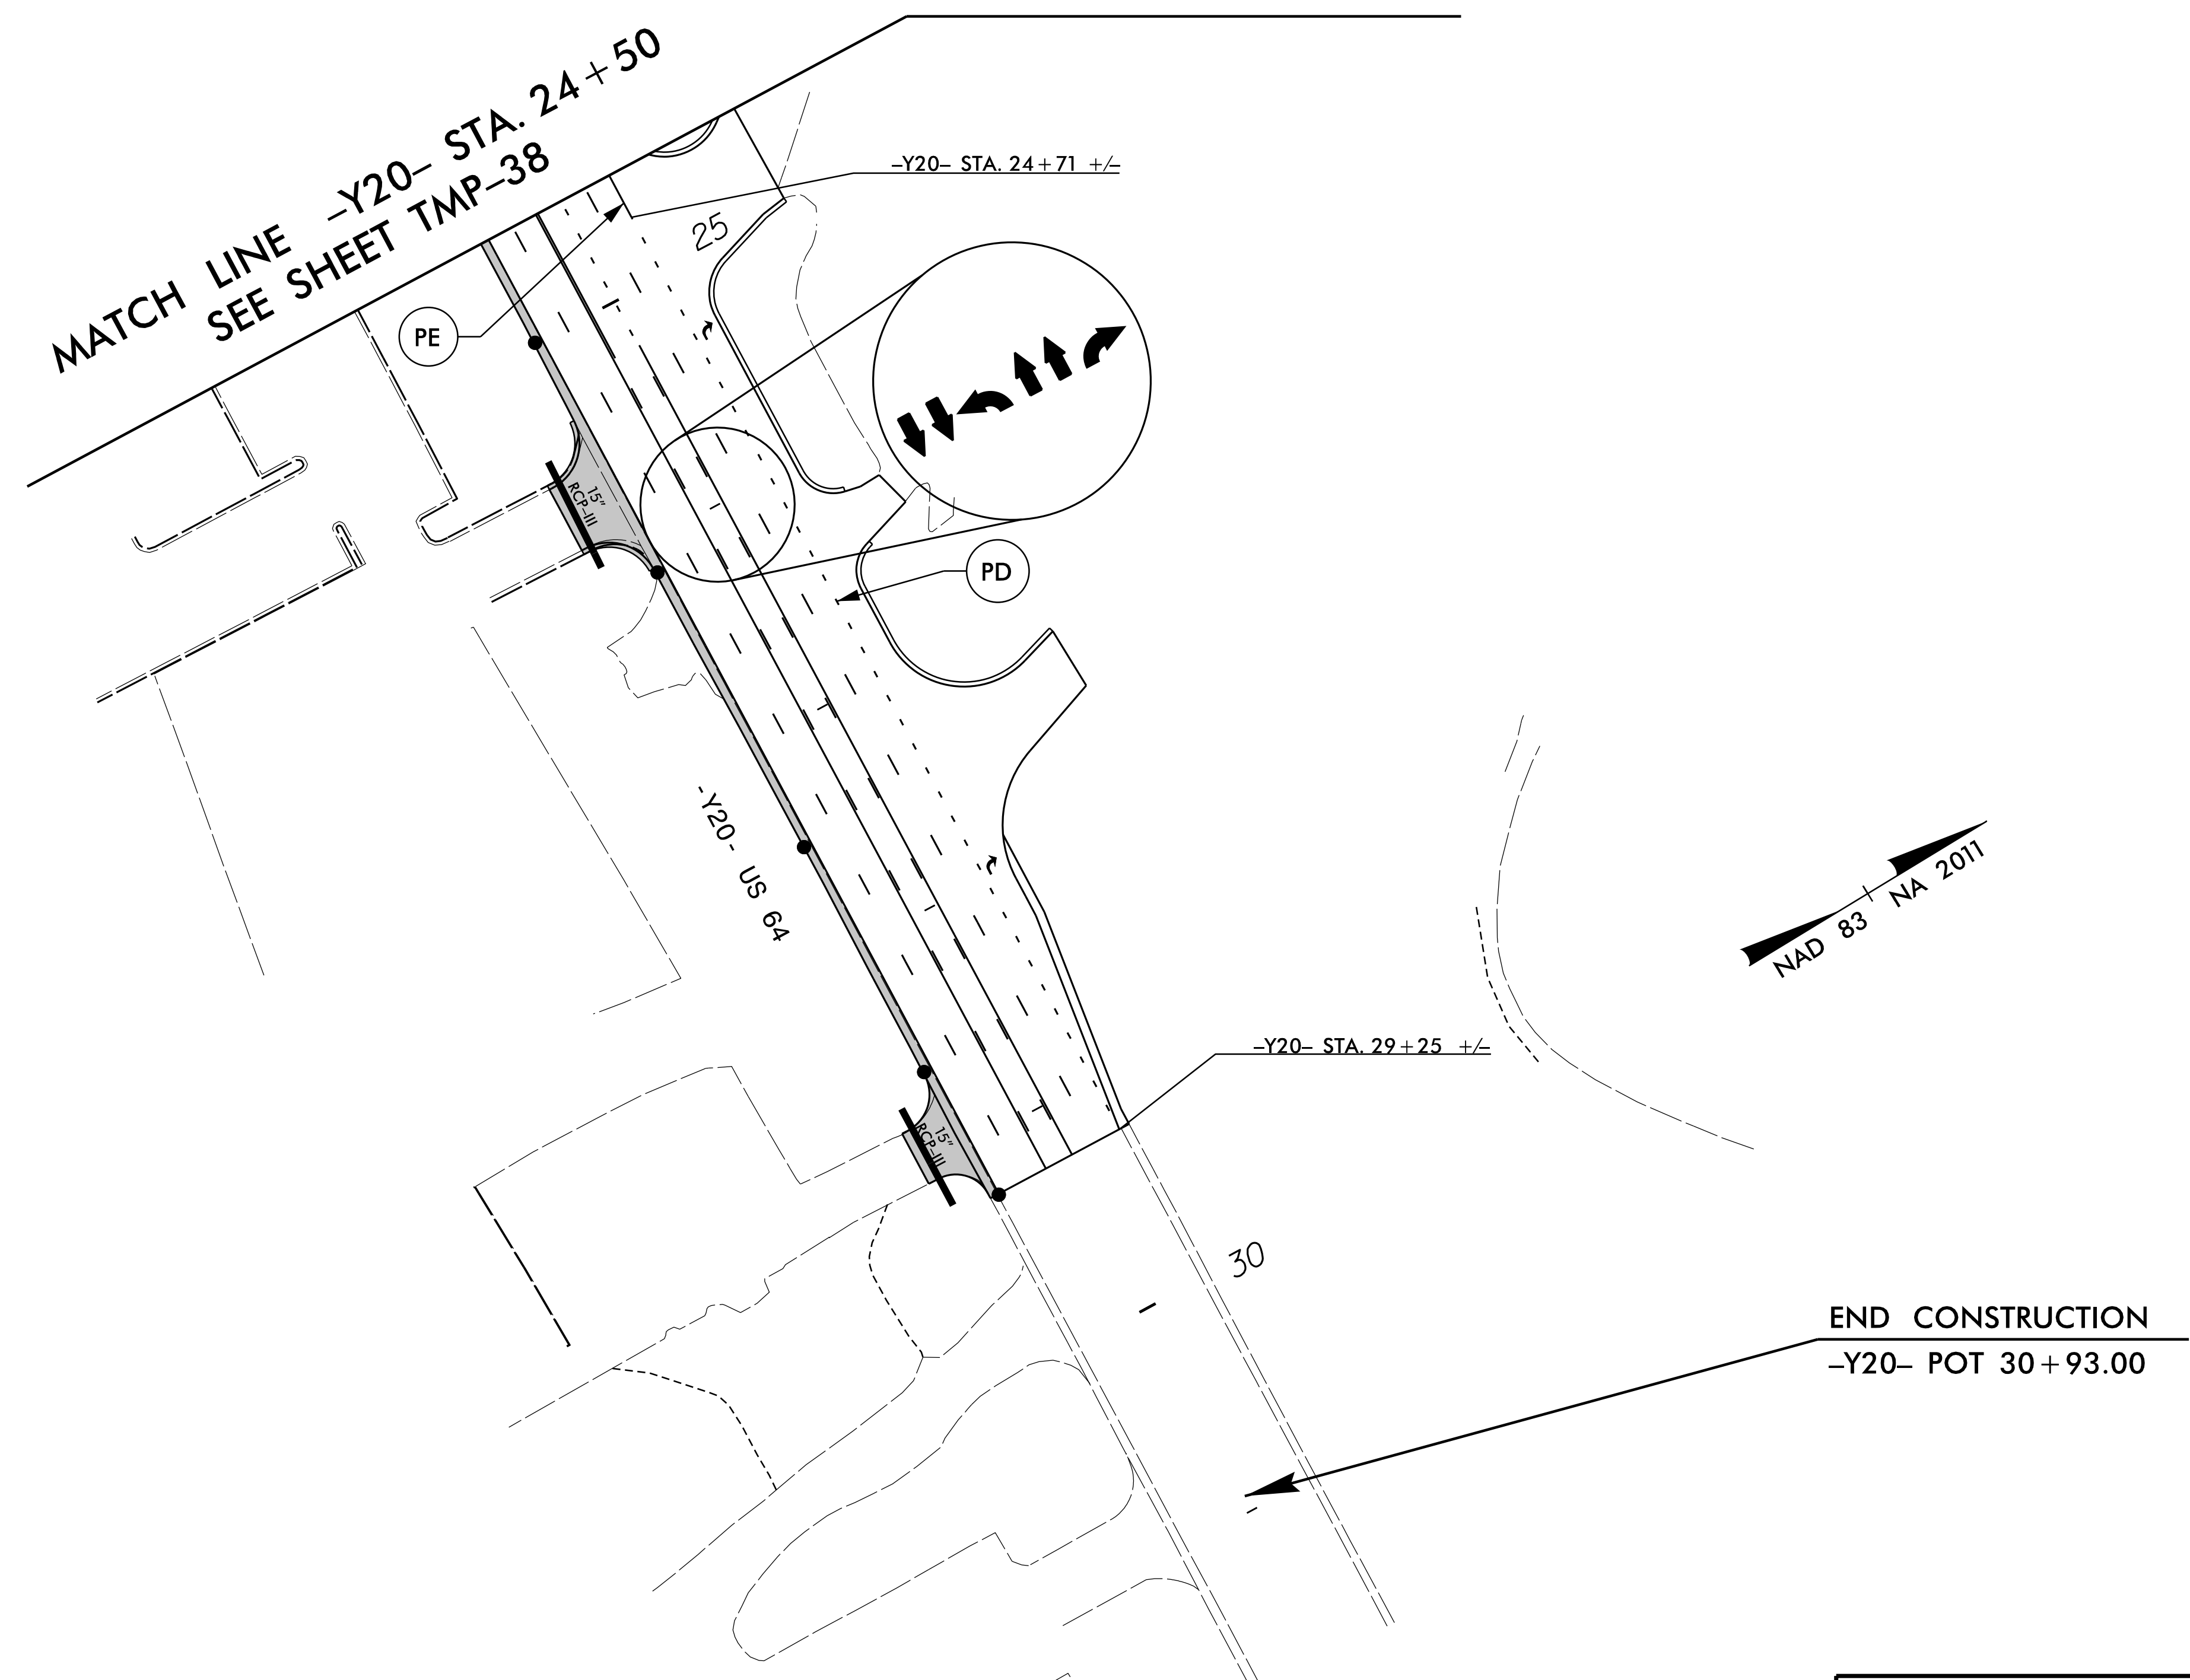 MATCH LINE –Y20– STA. 24+50
SEE SHEET TMP–38
–Y20– STA. 24+71 +/–
25
PE
15"
RCP–III
PD
-Y20- US 64
NAD 83 NA 2011
–Y20– STA. 29+25 +/–
15"
RCP–III
30
END CONSTRUCTION
–Y20– POT 30+93.00